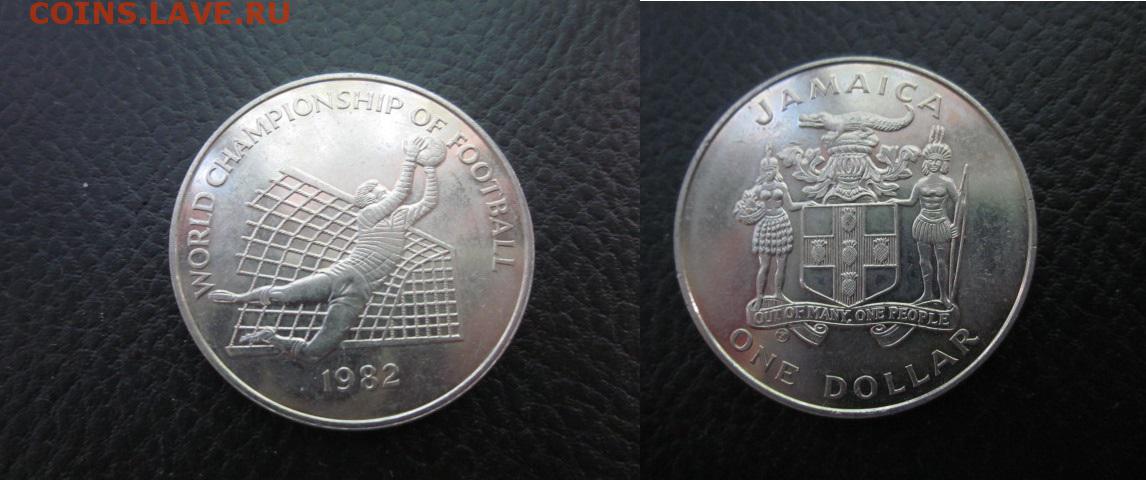 COINS.LAVE.RU
WORLD CHAMPIONSHIP OF FOOTBALL
1982
JAMAICA
OUT OF MANY, ONE PEOPLE
ONE DOLLAR